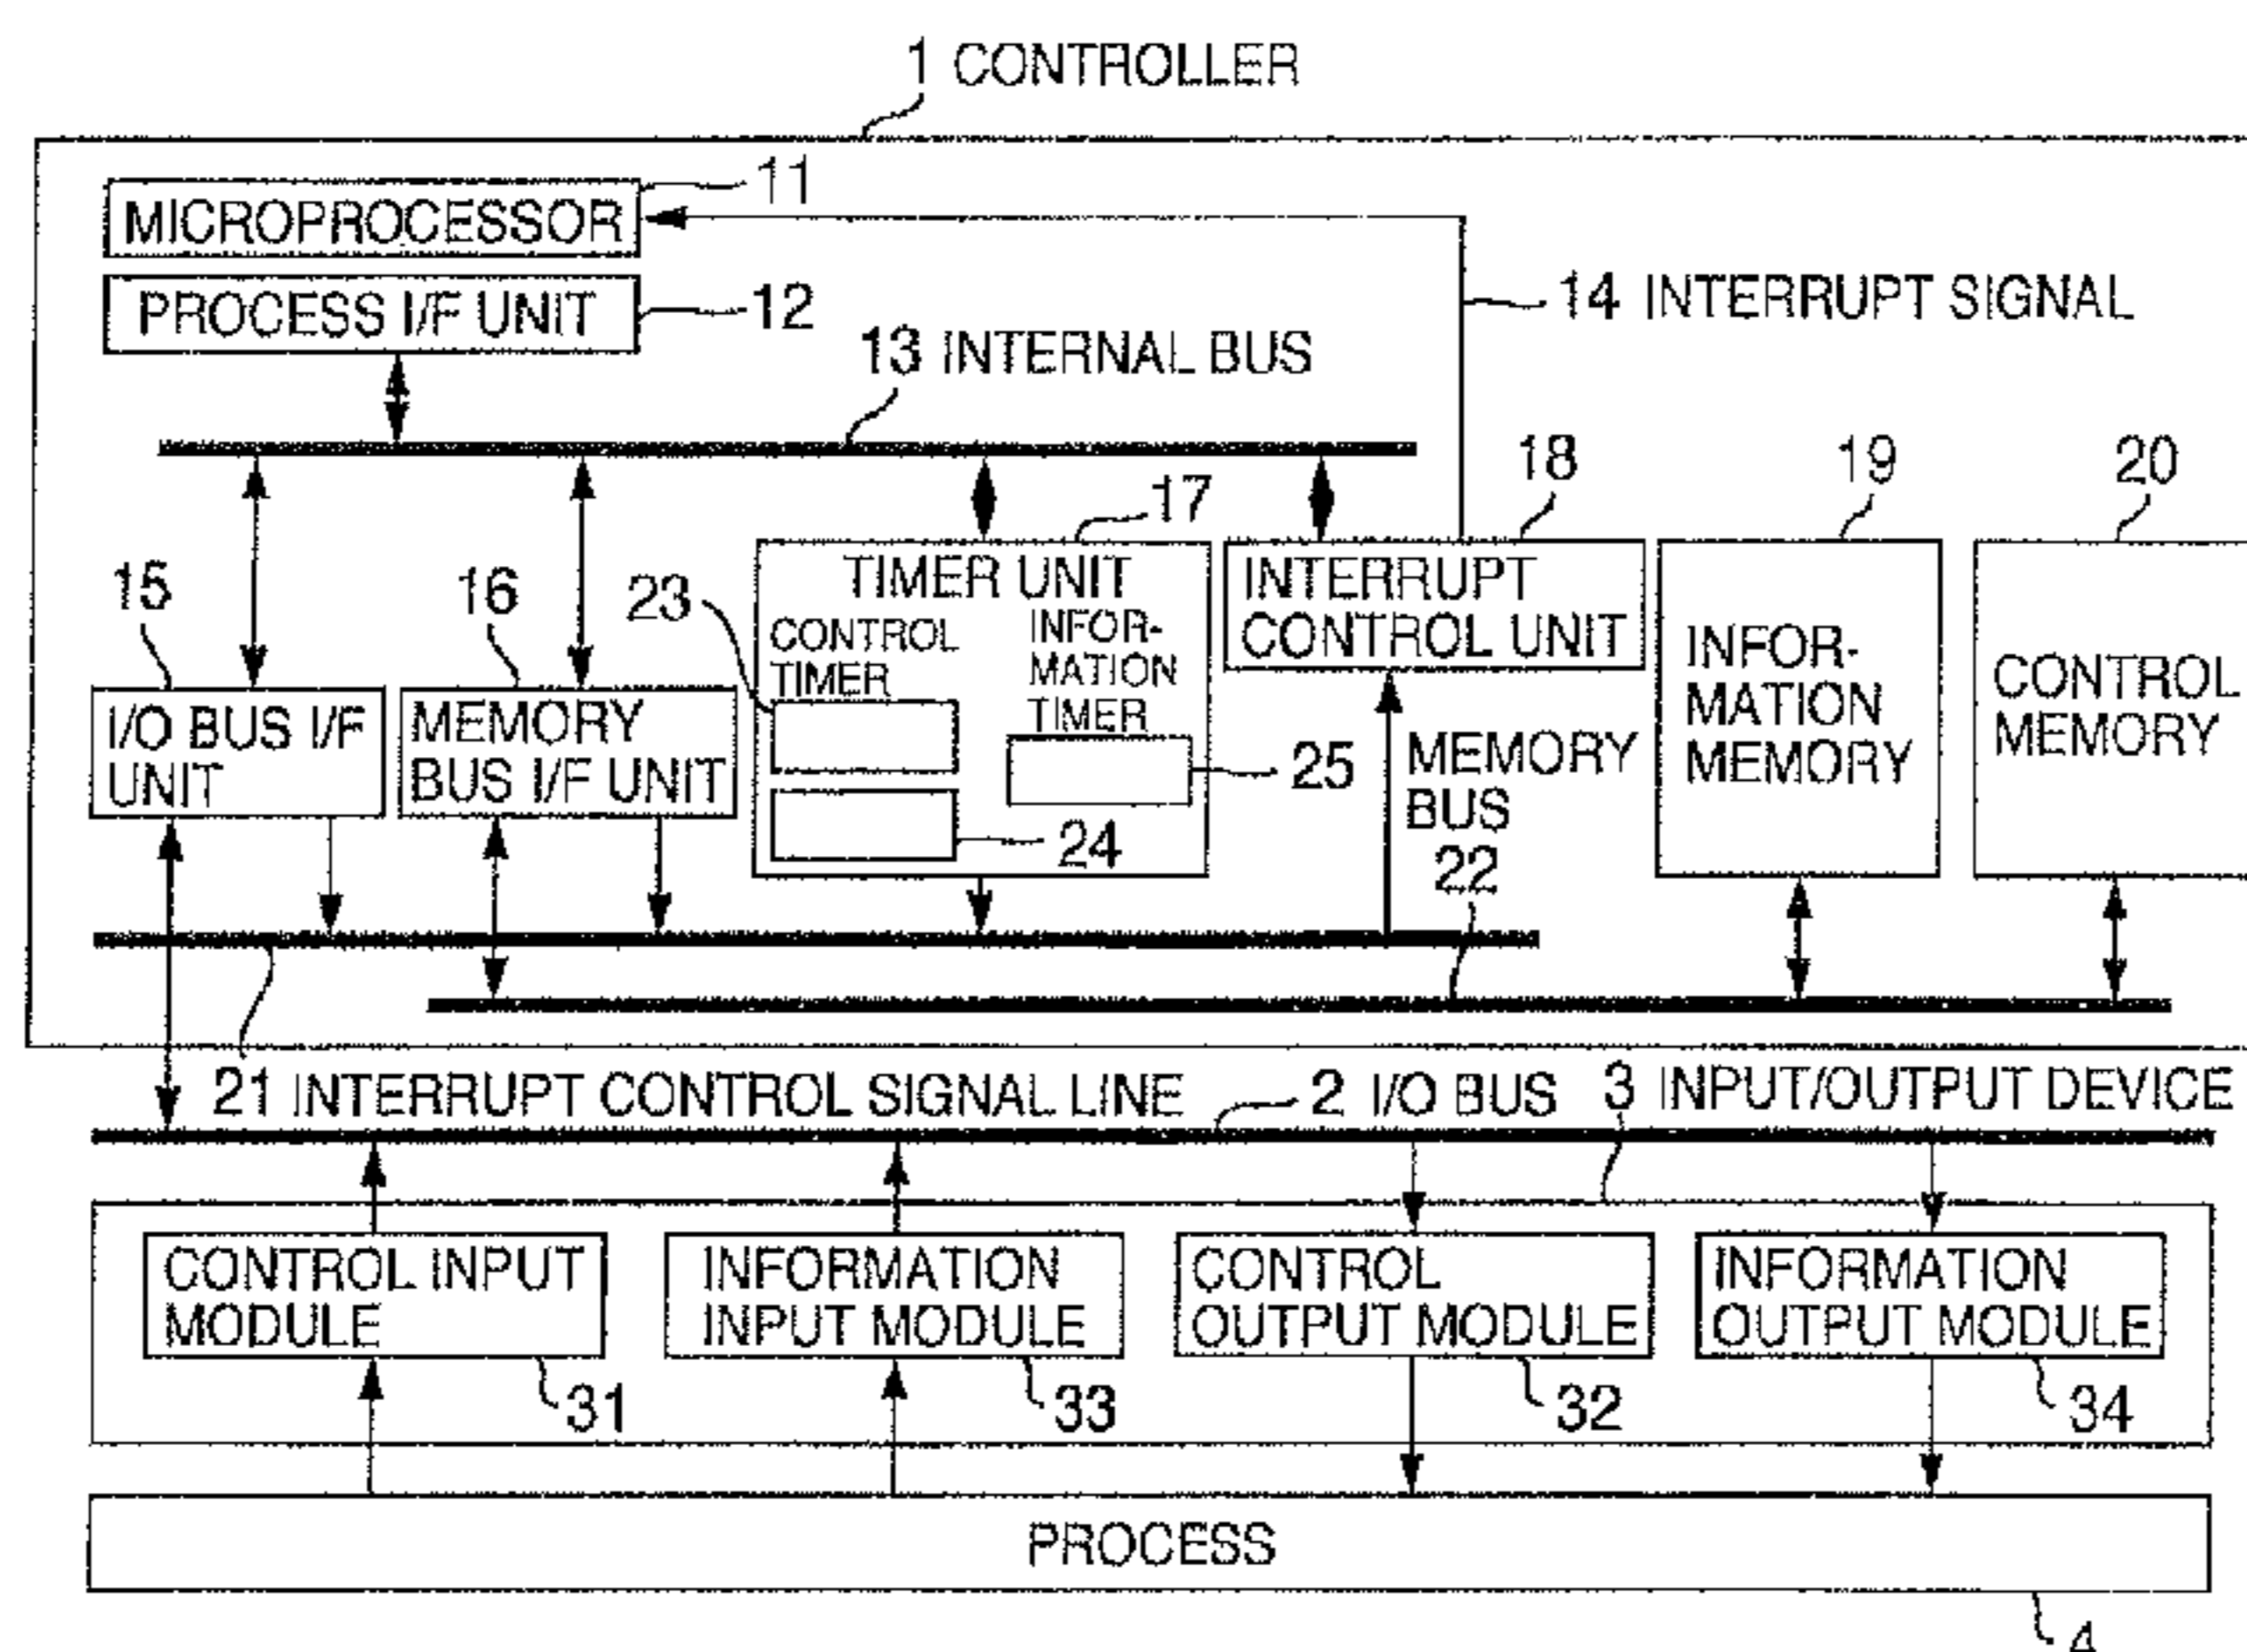 1 CONTROLLER
11
MICROPROCESSOR
PROCESS I/F UNIT
12
14 INTERRUPT SIGNAL
13 INTERNAL BUS
15
I/O BUS I/F
UNIT
16
MEMORY
BUS I/F UNIT
17
TIMER UNIT
23
CONTROL
TIMER
INFOR-
MATION
TIMER
25
24
18
INTERRUPT
CONTROL UNIT
19
INFOR-
MATION
MEMORY
20
CONTROL
MEMORY
MEMORY
BUS
22
21 INTERRUPT CONTROL SIGNAL LINE
2 I/O BUS
3 INPUT/OUTPUT DEVICE
CONTROL INPUT
MODULE
31
INFORMATION
INPUT MODULE
33
CONTROL
OUTPUT MODULE
32
INFORMATION
OUTPUT MODULE
34
PROCESS
4